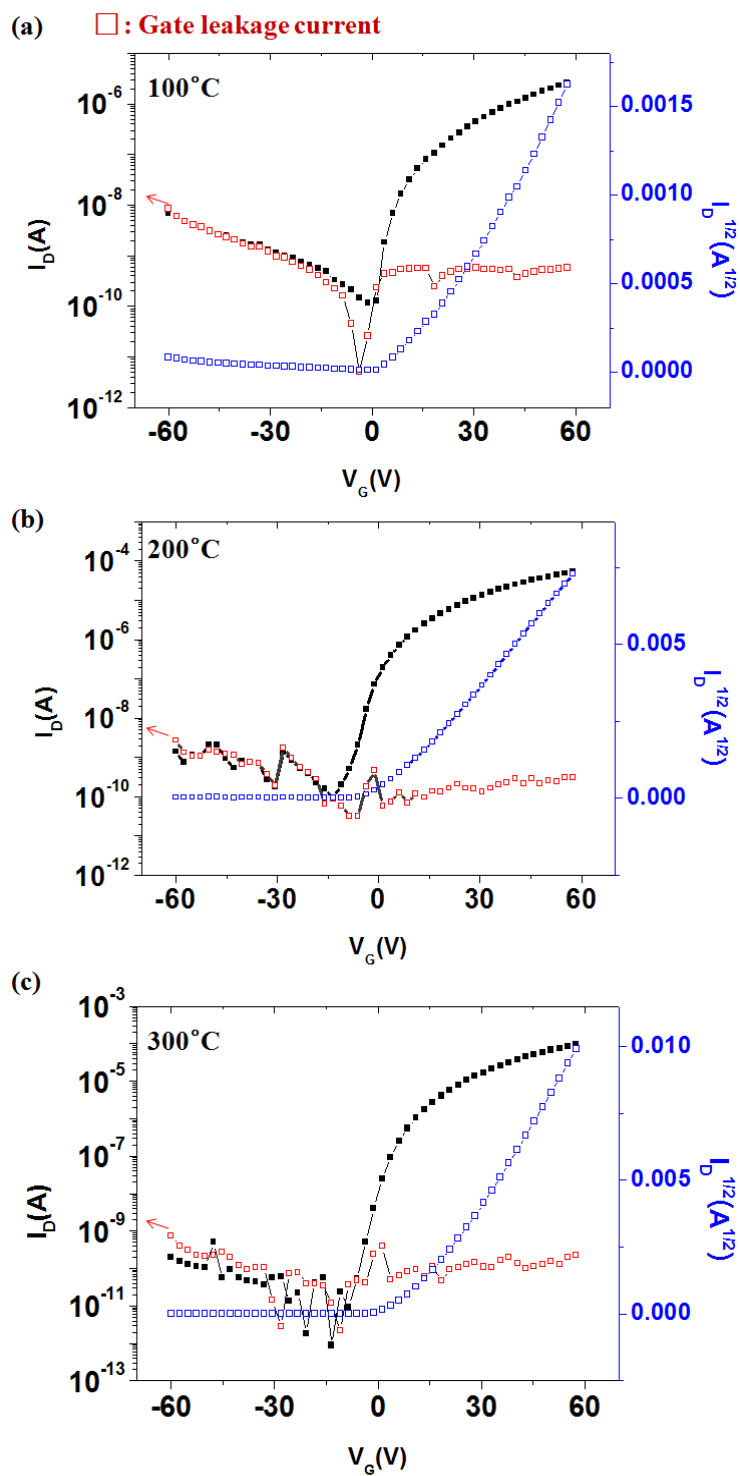 (a) □ : Gate leakage current
100°C
10⁻⁶
10⁻⁸
10⁻¹⁰
10⁻¹²
I_D(A)
0.0015
0.0010
0.0005
0.0000
I_D^1/2(A^1/2)
-60 -30 0 30 60
V_G(V)
(b)
200°C
10⁻⁴
10⁻⁶
10⁻⁸
10⁻¹⁰
10⁻¹²
I_D(A)
0.005
0.000
I_D^1/2(A^1/2)
-60 -30 0 30 60
V_G(V)
(c)
300°C
10⁻³
10⁻⁵
10⁻⁷
10⁻⁹
10⁻¹¹
10⁻¹³
I_D(A)
0.010
0.005
0.000
I_D^1/2(A^1/2)
-60 -30 0 30 60
V_G(V)